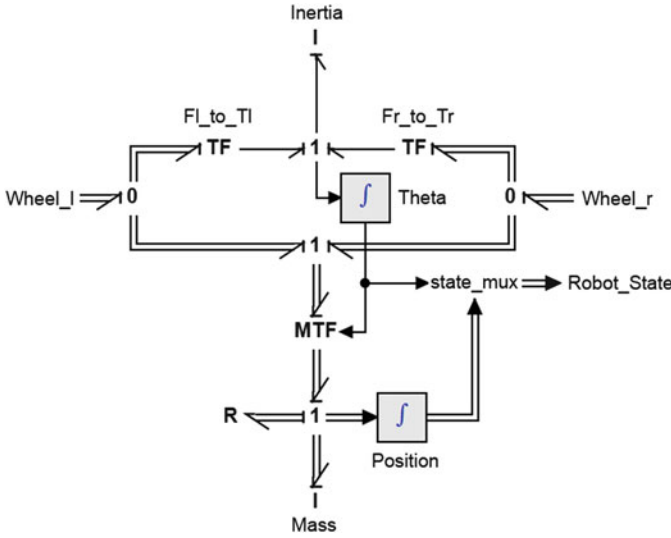 Inertia
I
Fl_to_Tl
Fr_to_Tr
TF
1
TF
Wheel_l
0
∫
Theta
0
Wheel_r
1
state_mux
Robot_State
MTF
R
1
∫
Position
I
Mass